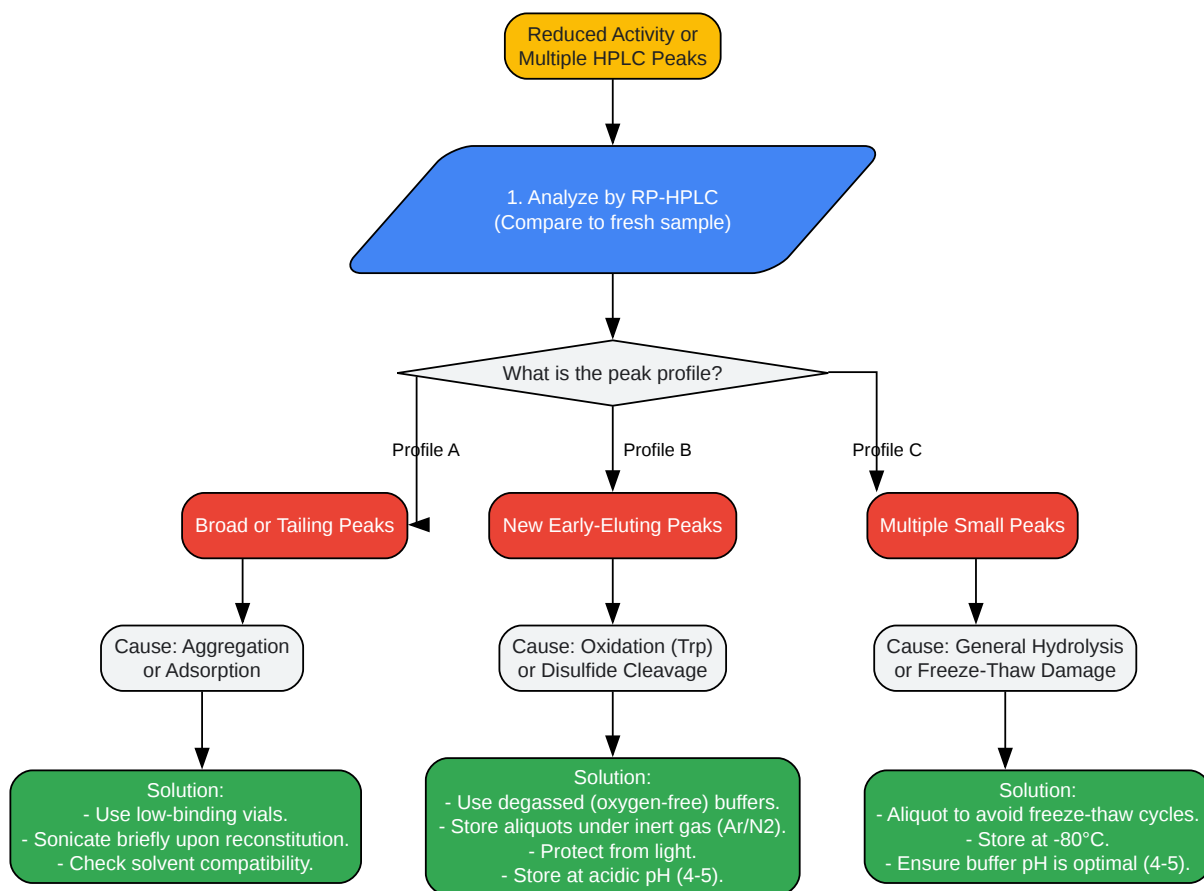 Reduced Activity or
Multiple HPLC Peaks
1. Analyze by RP-HPLC
(Compare to fresh sample)
What is the peak profile?
Profile A
Profile B
Profile C
Broad or Tailing Peaks
New Early-Eluting Peaks
Multiple Small Peaks
Cause: Aggregation
or Adsorption
Cause: Oxidation (Trp)
or Disulfide Cleavage
Cause: General Hydrolysis
or Freeze-Thaw Damage
Solution:
- Use low-binding vials.
- Sonicate briefly upon reconstitution.
- Check solvent compatibility.
Solution:
- Use degassed (oxygen-free) buffers.
- Store aliquots under inert gas (Ar/N2).
- Protect from light.
- Store at acidic pH (4-5).
Solution:
- Aliquot to avoid freeze-thaw cycles.
- Store at -80°C.
- Ensure buffer pH is optimal (4-5).